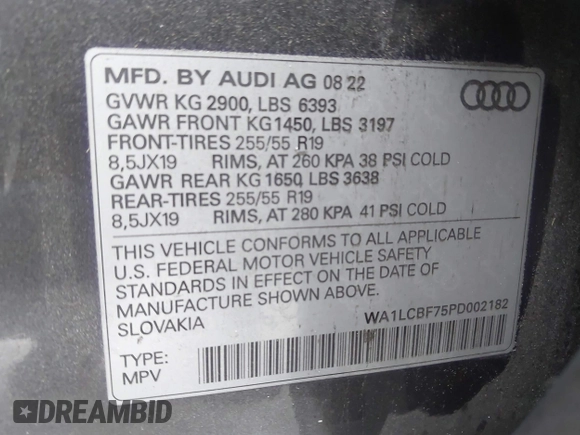 MFD. BY AUDI AG 08 22
GVWR KG 2900, LBS 6393
GAWR FRONT KG1450, LBS 3197
FRONT-TIRES 255/55 R19
8,5JX19 RIMS, AT 260 KPA 38 PSI COLD
GAWR REAR KG 1650, LBS 3638
REAR-TIRES 255/55 R19
8,5JX19 RIMS, AT 280 KPA 41 PSI COLD
THIS VEHICLE CONFORMS TO ALL APPLICABLE
U.S. FEDERAL MOTOR VEHICLE SAFETY
STANDARDS IN EFFECT ON THE DATE OF
MANUFACTURE SHOWN ABOVE.
SLOVAKIA
WA1LCBF75PD002182
TYPE:
MPV
DREAMBID